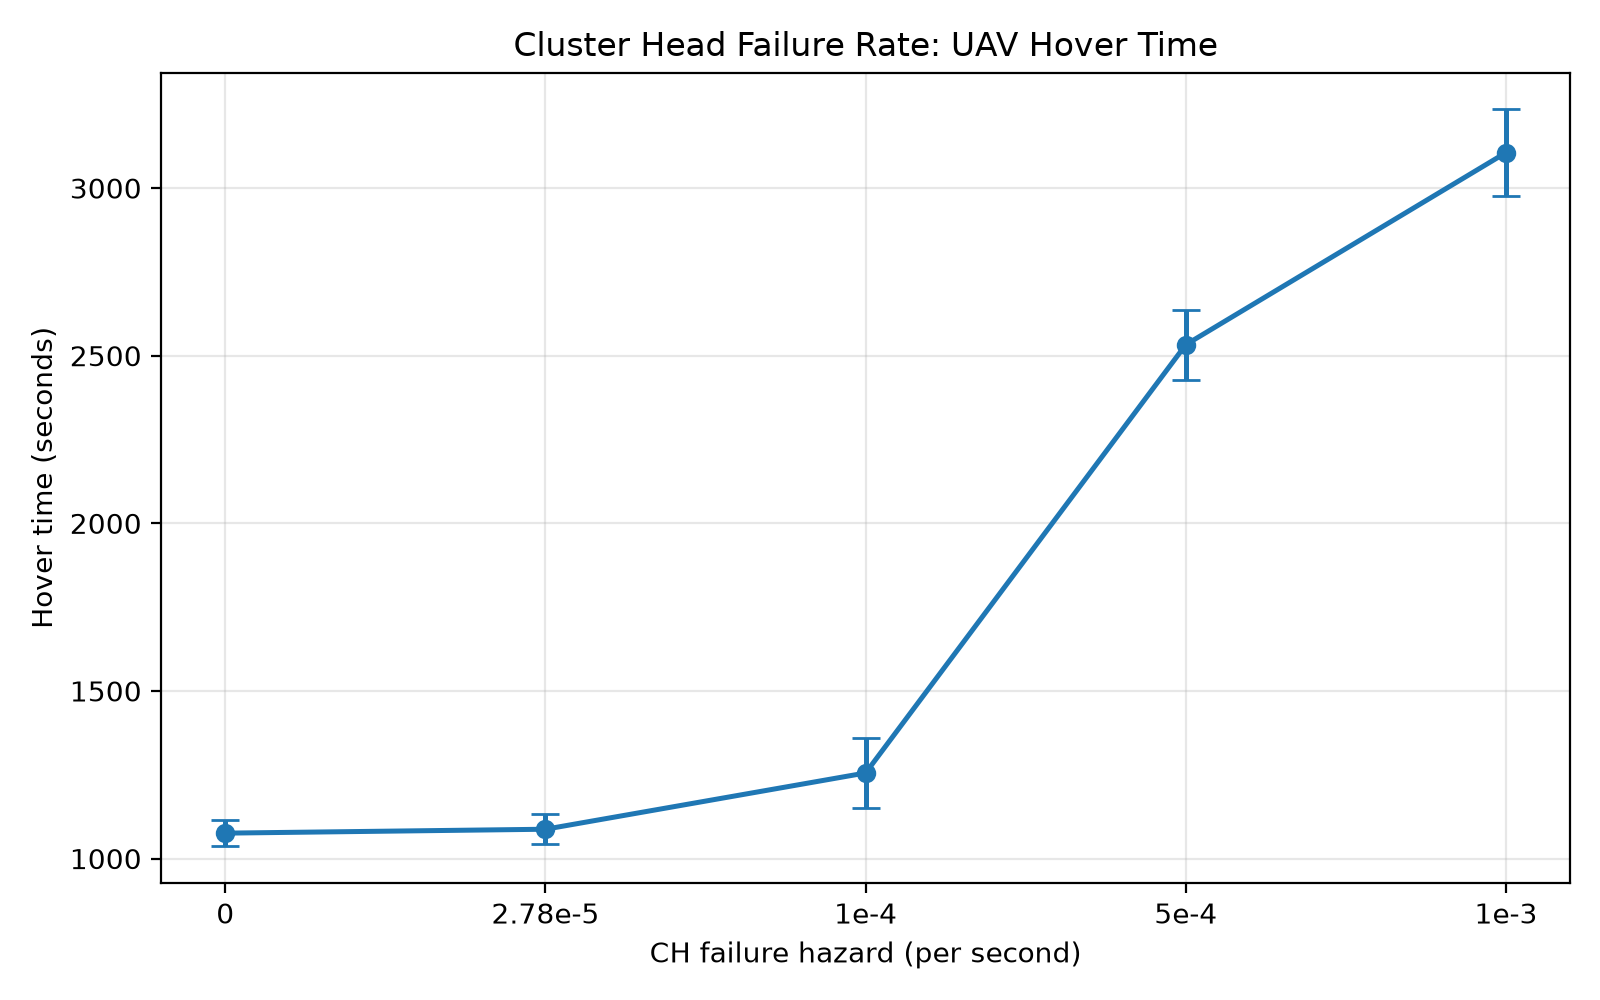 Cluster Head Failure Rate: UAV Hover Time
Hover time (seconds)
3000
2500
2000
1500
1000
0 2.78e-5 1e-4 5e-4 1e-3
CH failure hazard (per second)